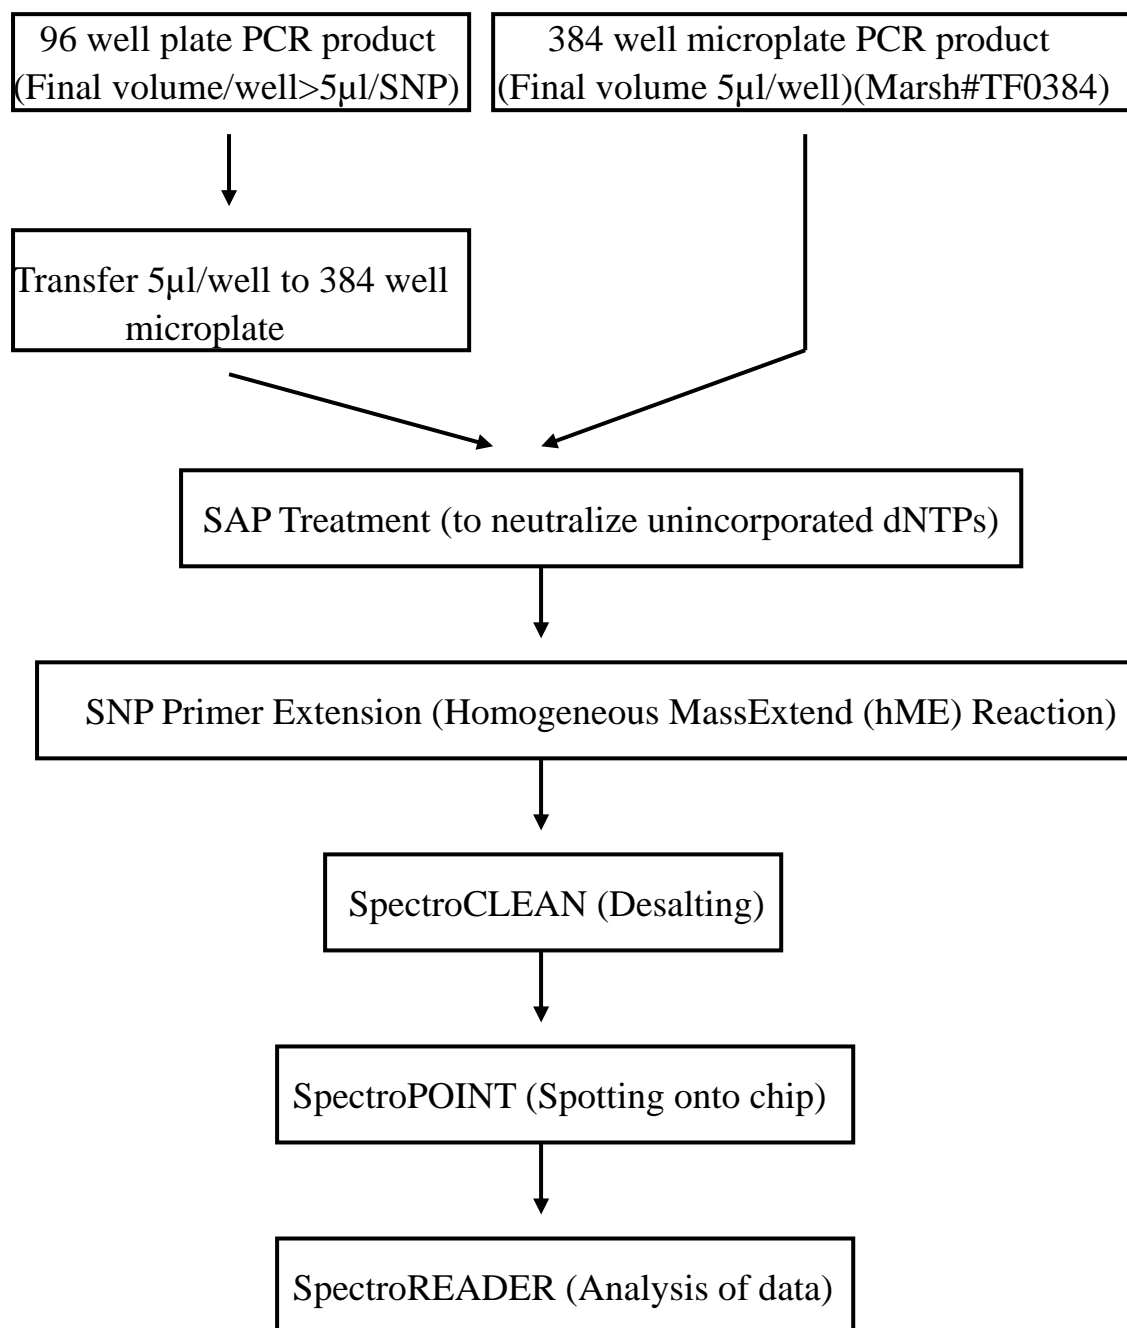 96 well plate PCR product
(Final volume/well>5µl/SNP)
384 well microplate PCR product
(Final volume 5µl/well)(Marsh#TF0384)
Transfer 5µl/well to 384 well
microplate
SAP Treatment (to neutralize unincorporated dNTPs)
SNP Primer Extension (Homogeneous MassExtend (hME) Reaction)
SpectroCLEAN (Desalting)
SpectroPOINT (Spotting onto chip)
SpectroREADER (Analysis of data)